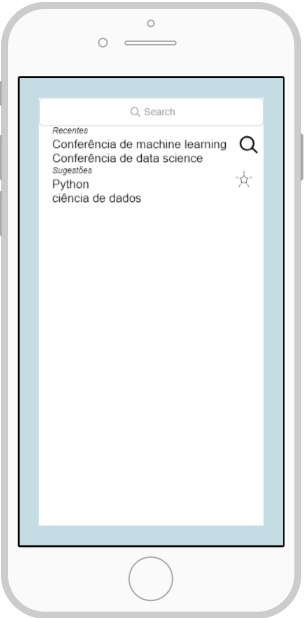 Search
Recentes
Conferência de machine learning
Conferência de data science
Sugestões
Python
ciência de dados